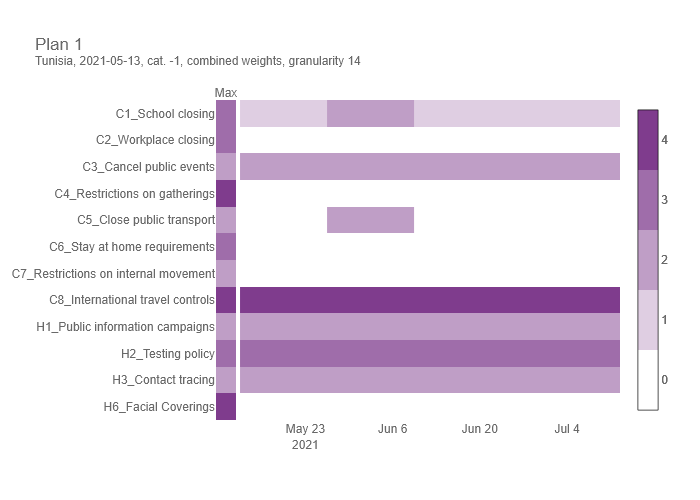 Plan 1
Tunisia, 2021-05-13, cat. -1, combined weights, granularity 14
Max
C1_School closing
C2_Workplace closing
C3_Cancel public events
C4_Restrictions on gatherings
C5_Close public transport
C6_Stay at home requirements
C7_Restrictions on internal movement
C8_International travel controls
H1_Public information campaigns
H2_Testing policy
H3_Contact tracing
H6_Facial Coverings
May 23
2021
Jun 6
Jun 20
Jul 4
4
3
2
1
0